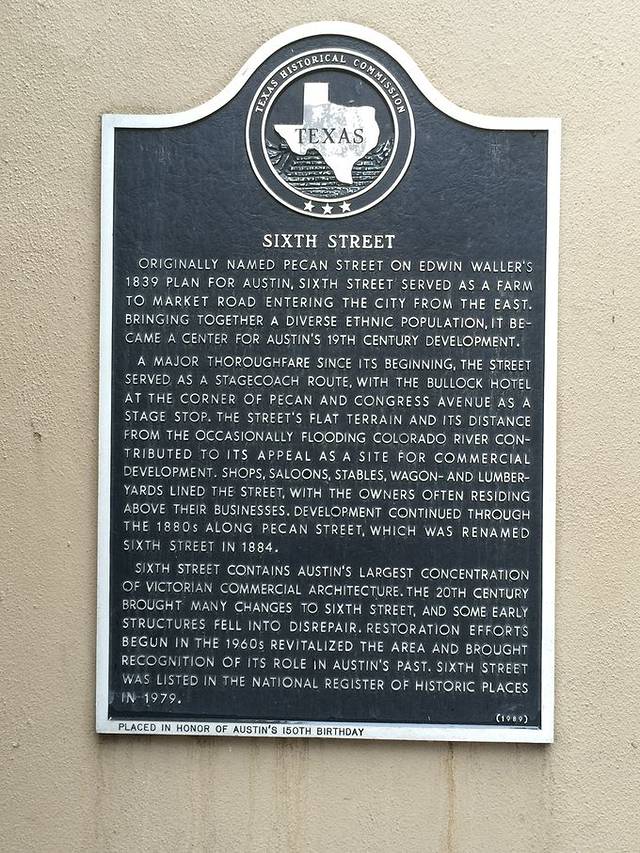 TEXAS HISTORICAL COMMISSION
TEXAS
SIXTH STREET
ORIGINALLY NAMED PECAN STREET ON EDWIN WALLER'S
1839 PLAN FOR AUSTIN, SIXTH STREET SERVED AS A FARM
TO MARKET ROAD ENTERING THE CITY FROM THE EAST.
BRINGING TOGETHER A DIVERSE ETHNIC POPULATION, IT BE-
CAME A CENTER FOR AUSTIN'S 19TH CENTURY DEVELOPMENT.
A MAJOR THOROUGHFARE SINCE ITS BEGINNING, THE STREET
SERVED AS A STAGECOACH ROUTE, WITH THE BULLOCK HOTEL
AT THE CORNER OF PECAN AND CONGRESS AVENUE AS A
STAGE STOP. THE STREET'S FLAT TERRAIN AND ITS DISTANCE
FROM THE OCCASIONALLY FLOODING COLORADO RIVER CON-
TRIBUTED TO ITS APPEAL AS A SITE FOR COMMERCIAL
DEVELOPMENT. SHOPS, SALOONS, STABLES, WAGON- AND LUMBER-
YARDS LINED THE STREET, WITH THE OWNERS OFTEN RESIDING
ABOVE THEIR BUSINESSES. DEVELOPMENT CONTINUED THROUGH
THE 1880s ALONG PECAN STREET, WHICH WAS RENAMED
SIXTH STREET IN 1884.
SIXTH STREET CONTAINS AUSTIN'S LARGEST CONCENTRATION
OF VICTORIAN COMMERCIAL ARCHITECTURE. THE 20TH CENTURY
BROUGHT MANY CHANGES TO SIXTH STREET, AND SOME EARLY
STRUCTURES FELL INTO DISREPAIR. RESTORATION EFFORTS
BEGUN IN THE 1960s REVITALIZED THE AREA AND BROUGHT
RECOGNITION OF ITS ROLE IN AUSTIN'S PAST. SIXTH STREET
WAS LISTED IN THE NATIONAL REGISTER OF HISTORIC PLACES
IN 1979.
(1989)
PLACED IN HONOR OF AUSTIN'S 150TH BIRTHDAY